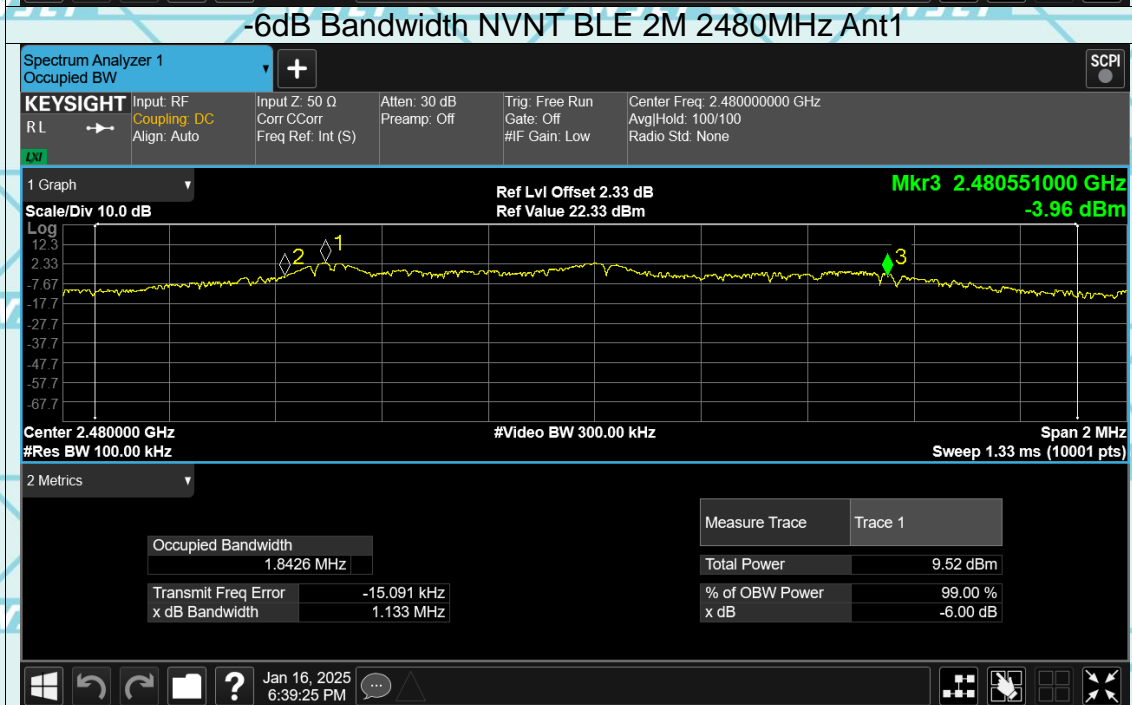 -6dB Bandwidth NVNT BLE 2M 2480MHz Ant1
Spectrum Analyzer 1
Occupied BW
+
SCPI
KEYSIGHT
R L
LXI
Input: RF
Coupling: DC
Align: Auto
Input Z: 50 Ω
Corr CCorr
Freq Ref: Int (S)
Atten: 30 dB
Preamp: Off
Trig: Free Run
Gate: Off
#IF Gain: Low
Center Freq: 2.480000000 GHz
Avg|Hold: 100/100
Radio Std: None
1 Graph
Scale/Div 10.0 dB
Ref Lvl Offset 2.33 dB
Ref Value 22.33 dBm
Mkr3 2.480551000 GHz
-3.96 dBm
Log
12.3
2.33
-7.67
-17.7
-27.7
-37.7
-47.7
-57.7
-67.7
2
1
3
Center 2.480000 GHz
#Video BW 300.00 kHz
Span 2 MHz
#Res BW 100.00 kHz
Sweep 1.33 ms (10001 pts)
2 Metrics
Measure Trace Trace 1
Occupied Bandwidth
1.8426 MHz
Total Power 9.52 dBm
Transmit Freq Error -15.091 kHz
% of OBW Power 99.00 %
x dB Bandwidth 1.133 MHz
x dB -6.00 dB
?
Jan 16, 2025
6:39:25 PM